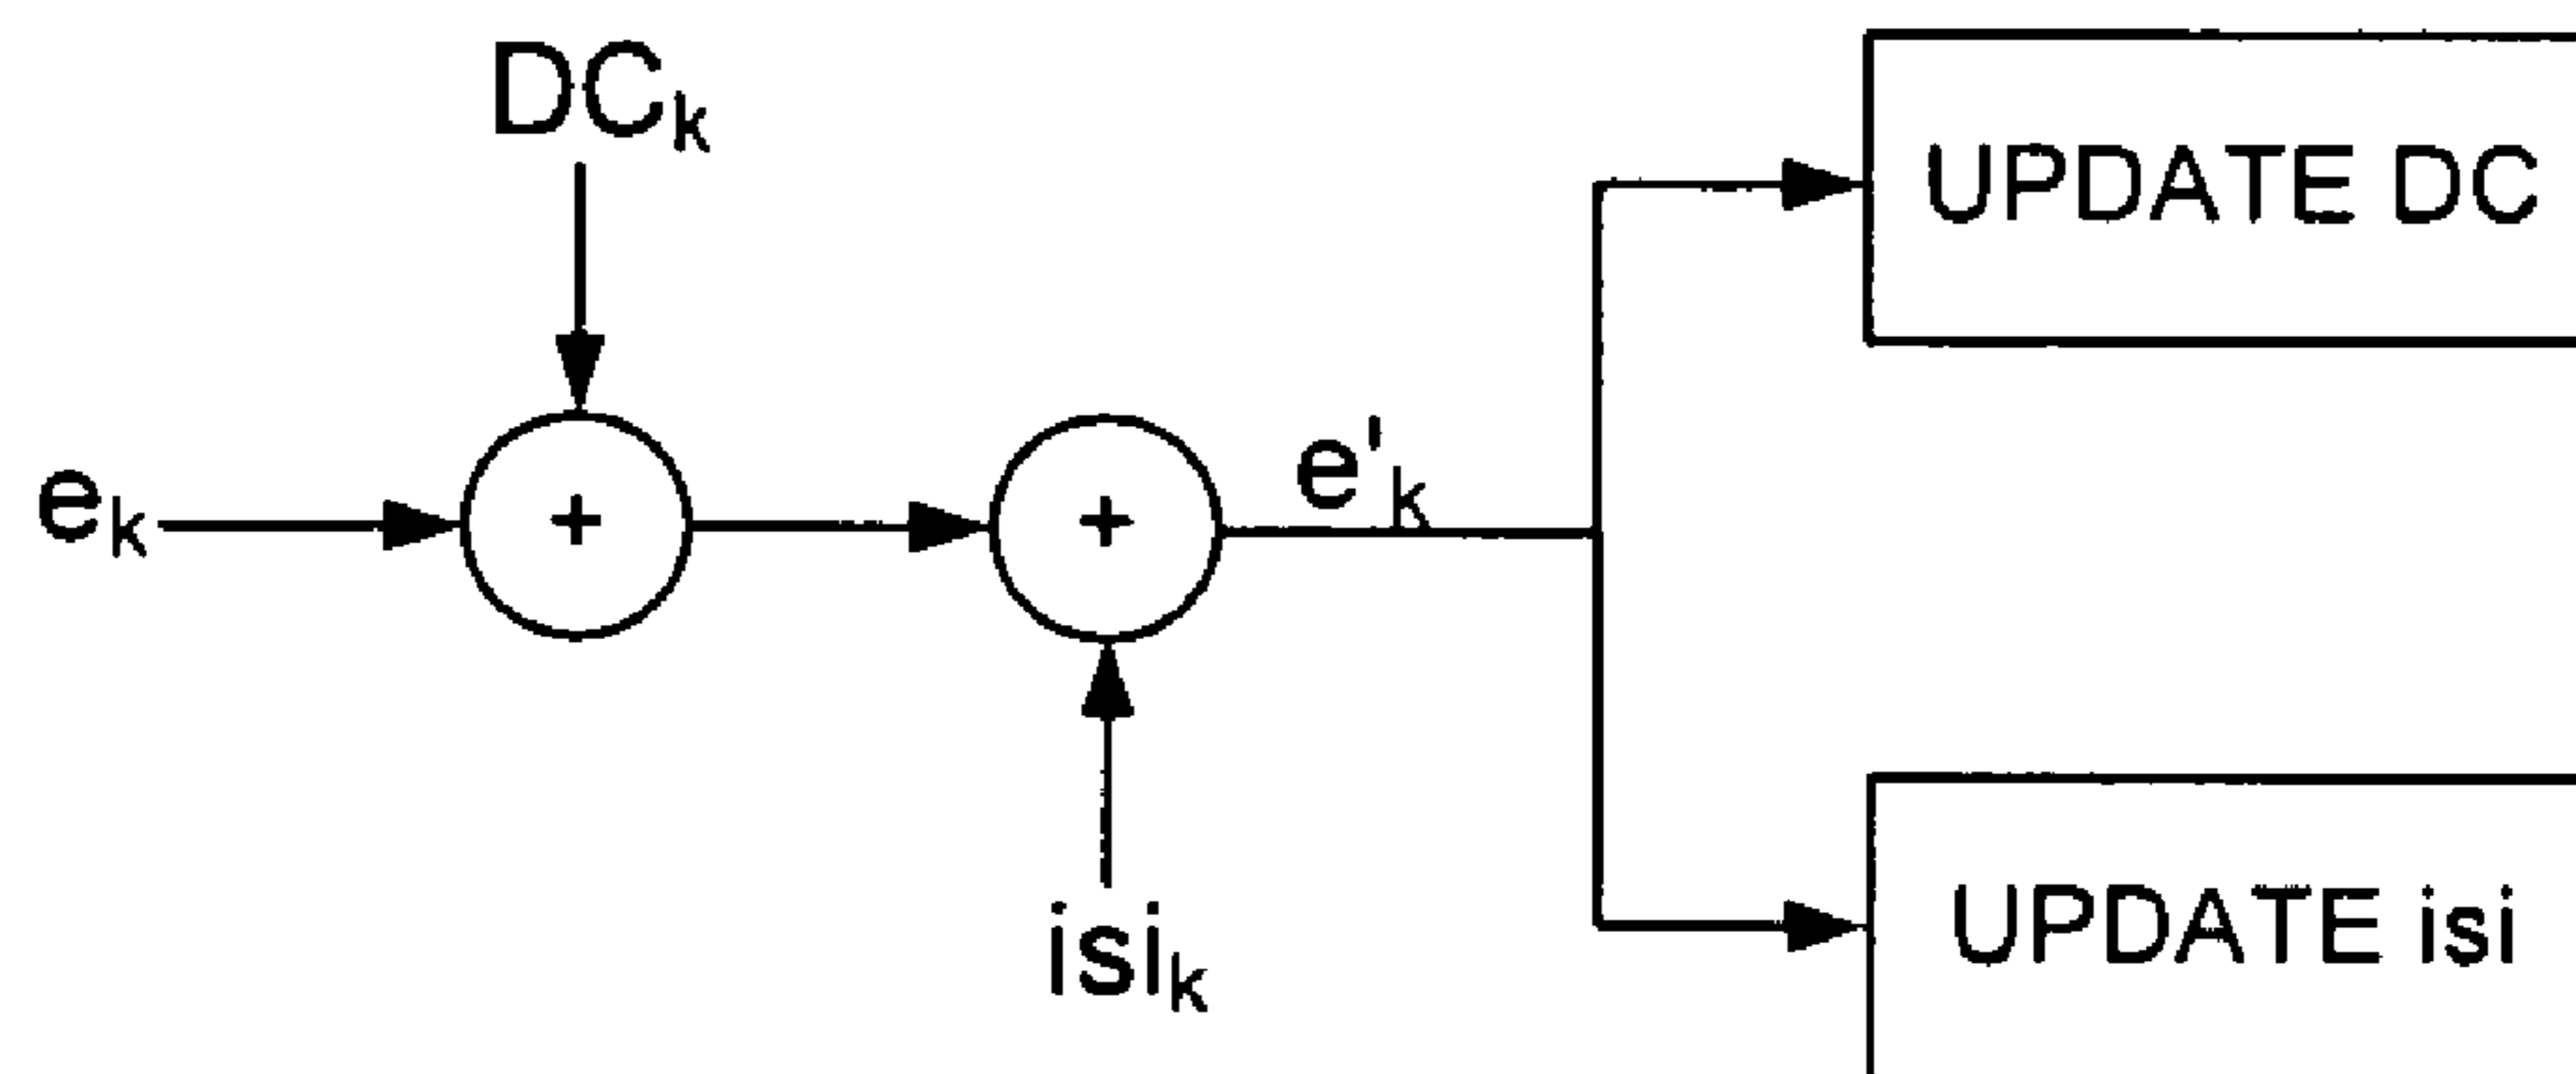 DCk
UPDATE DC
ek
+
+
e'k
isik
UPDATE isi